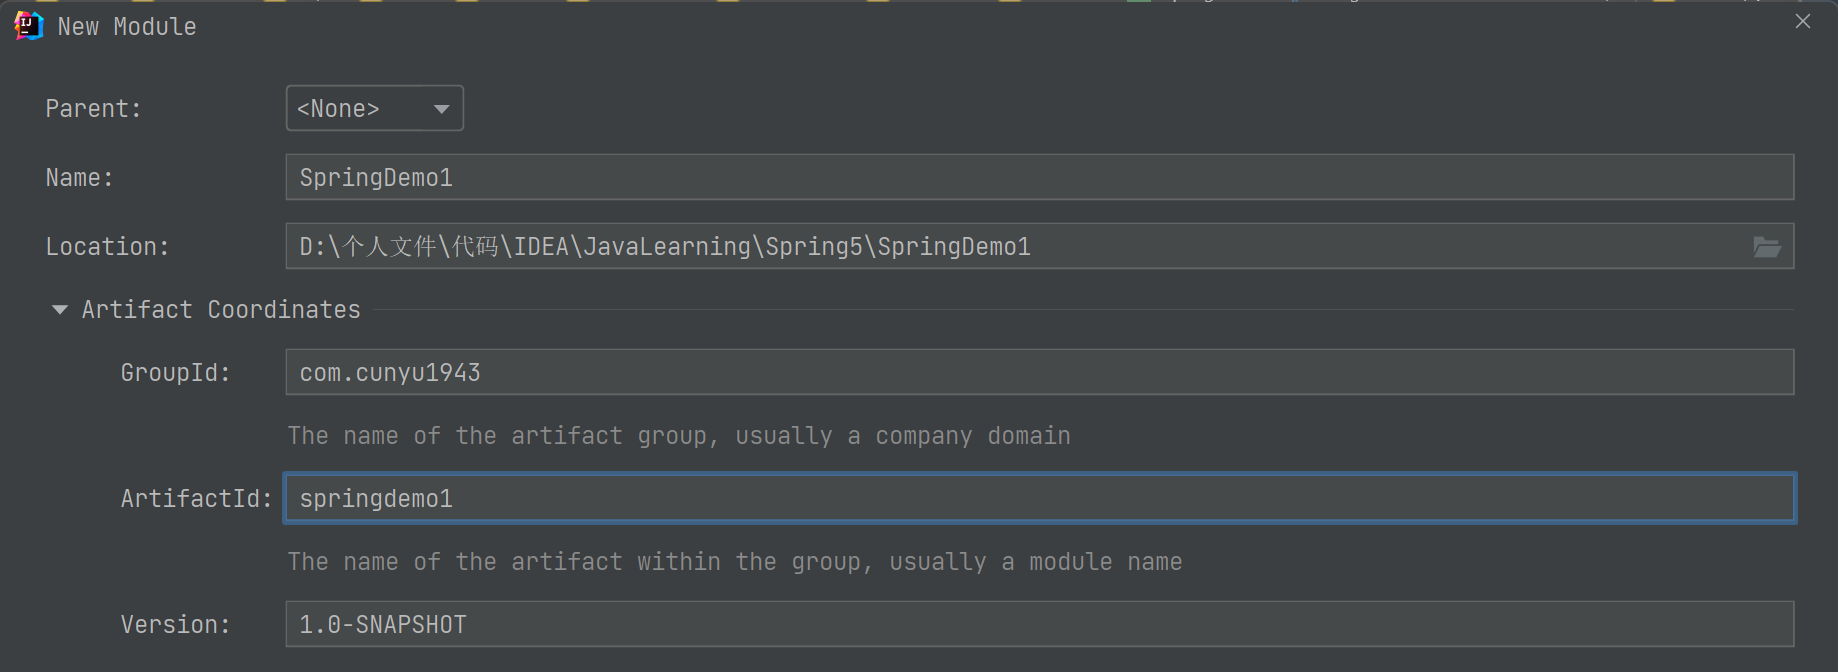 New Module
Parent: <None>
Name: SpringDemo1
Location: D:\个人文件\代码\IDEA\JavaLearning\Spring5\SpringDemo1
Artifact Coordinates
GroupId: com.cunyu1943
The name of the artifact group, usually a company domain
ArtifactId: springdemo1
The name of the artifact within the group, usually a module name
Version: 1.0-SNAPSHOT